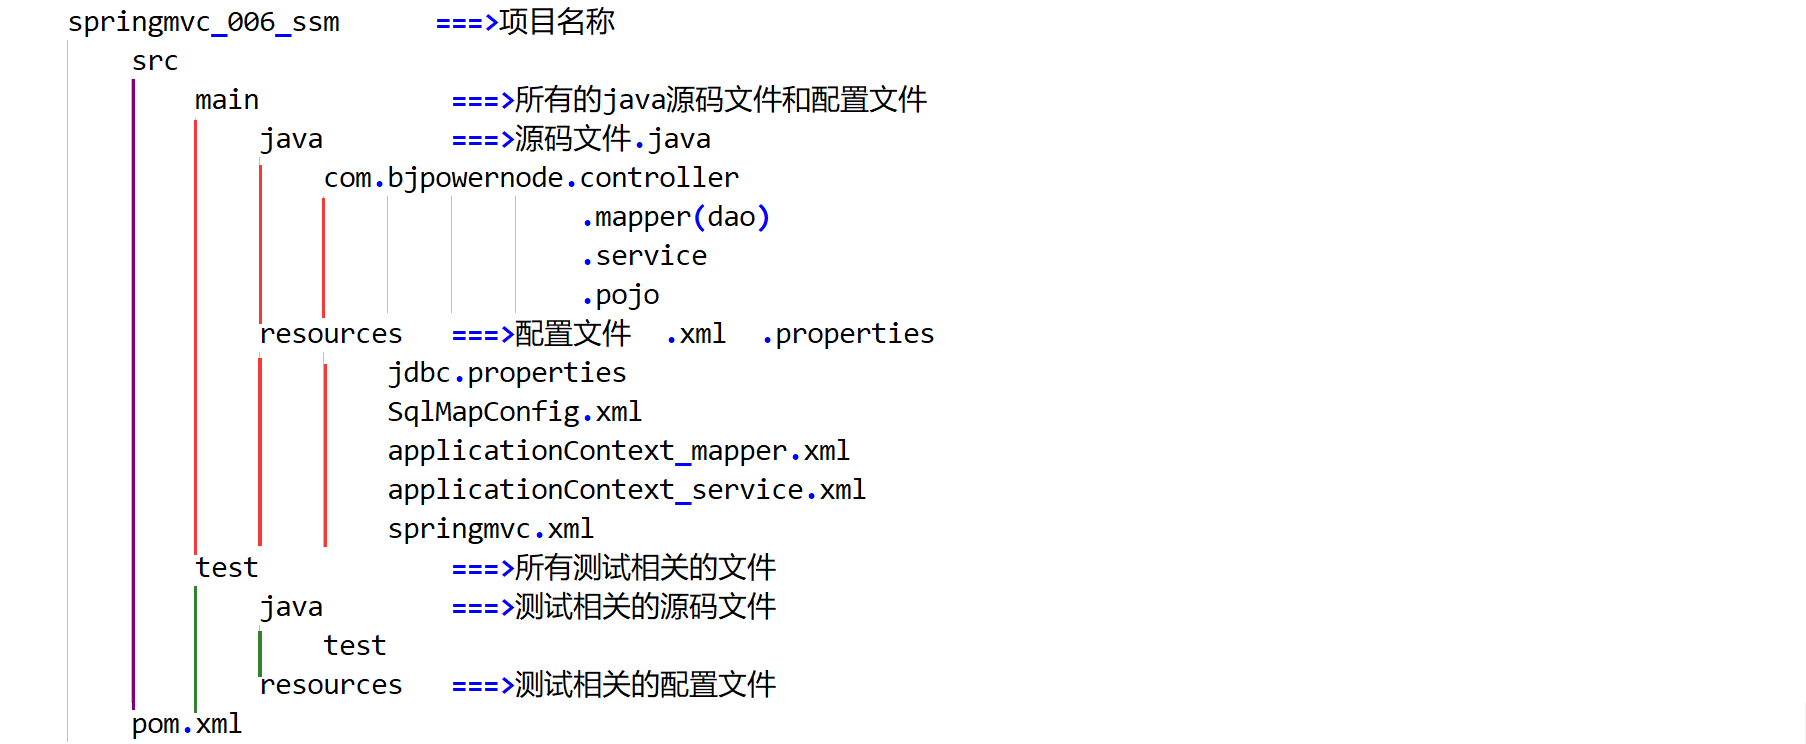 springmvc_006_ssm ===>项目名称
src
main ===>所有的java源码文件和配置文件
java ===>源码文件.java
com.bjpowernode.controller
.mapper(dao)
.service
.pojo
resources ===>配置文件 .xml .properties
jdbc.properties
SqlMapConfig.xml
applicationContext_mapper.xml
applicationContext_service.xml
springmvc.xml
test ===>所有测试相关的文件
java ===>测试相关的源码文件
test
resources ===>测试相关的配置文件
pom.xml